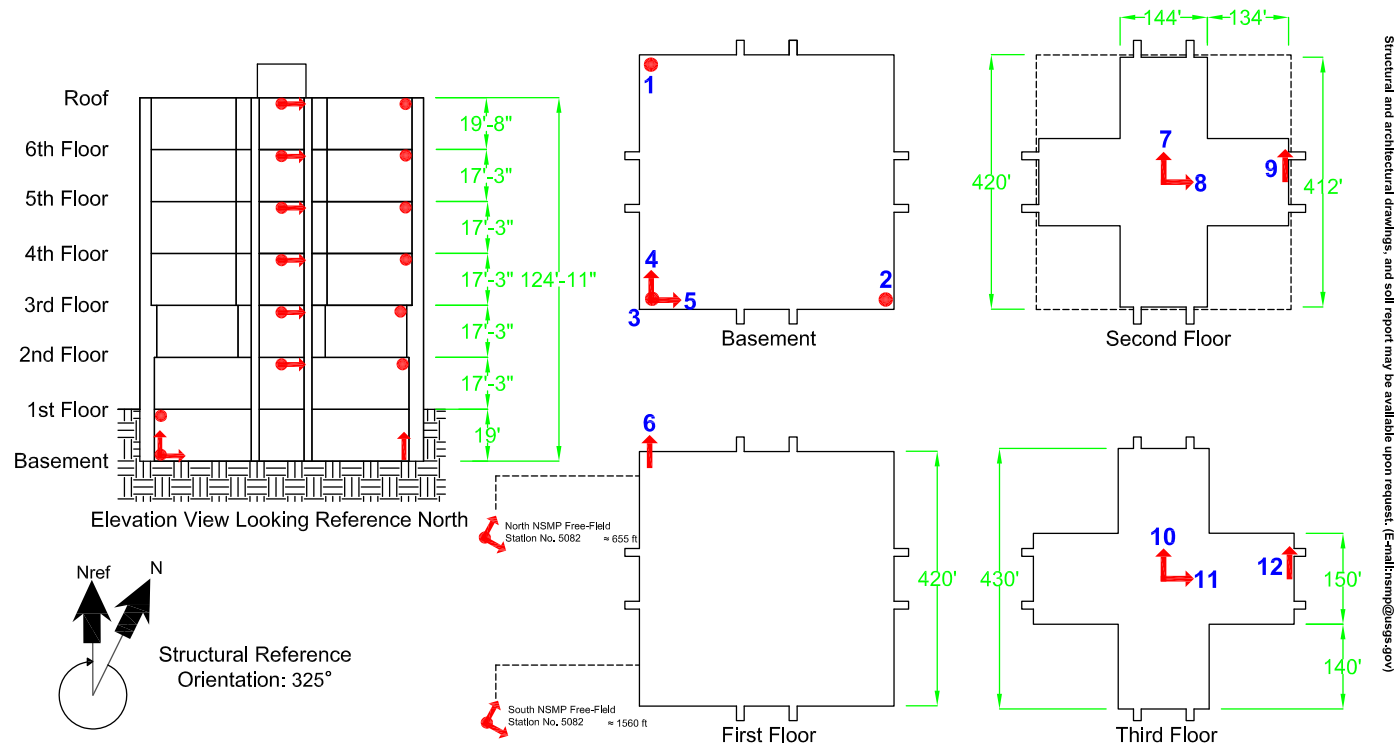 Roof
6th Floor
5th Floor
4th Floor
3rd Floor
2nd Floor
1st Floor
Basement
19'-8"
17'-3"
17'-3"
17'-3"
17'-3"
17'-3"
19'
124'-11"
Elevation View Looking Reference North
Nref
N
Structural Reference
Orientation: 325°
1
2
3
4
5
Basement
144'
134'
420'
412'
7
8
9
Second Floor
6
420'
First Floor
North NSMP Free-Field
Station No. 5082 ≈ 655 ft
South NSMP Free-Field
Station No. 5082 ≈ 1560 ft
430'
150'
140'
10
11
12
Third Floor
Structural and architectural drawings, and soil report may be available upon request. (E-mail:nsmp@usgs.gov)